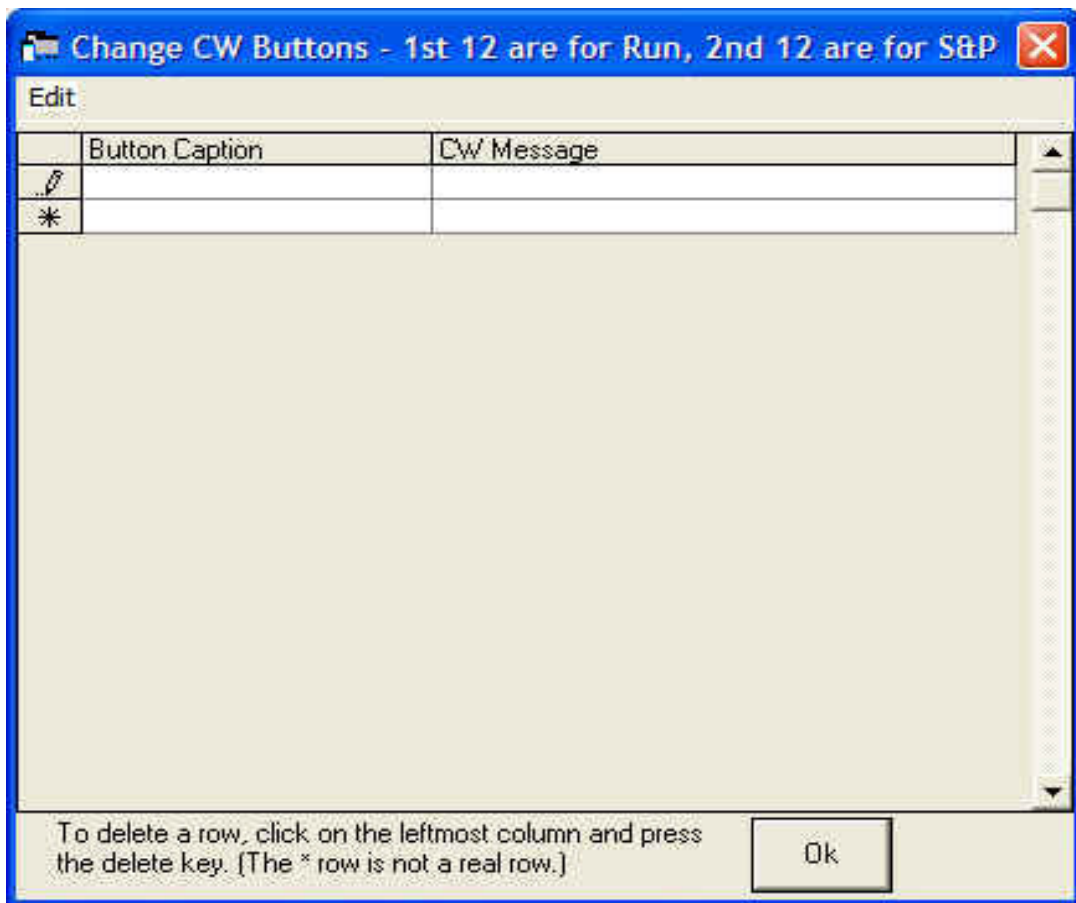 Change CW Buttons - 1st 12 are for Run, 2nd 12 are for S&P
Edit
Button Caption CW Message
*
To delete a row, click on the leftmost column and press
the delete key. (The * row is not a real row.)
Ok